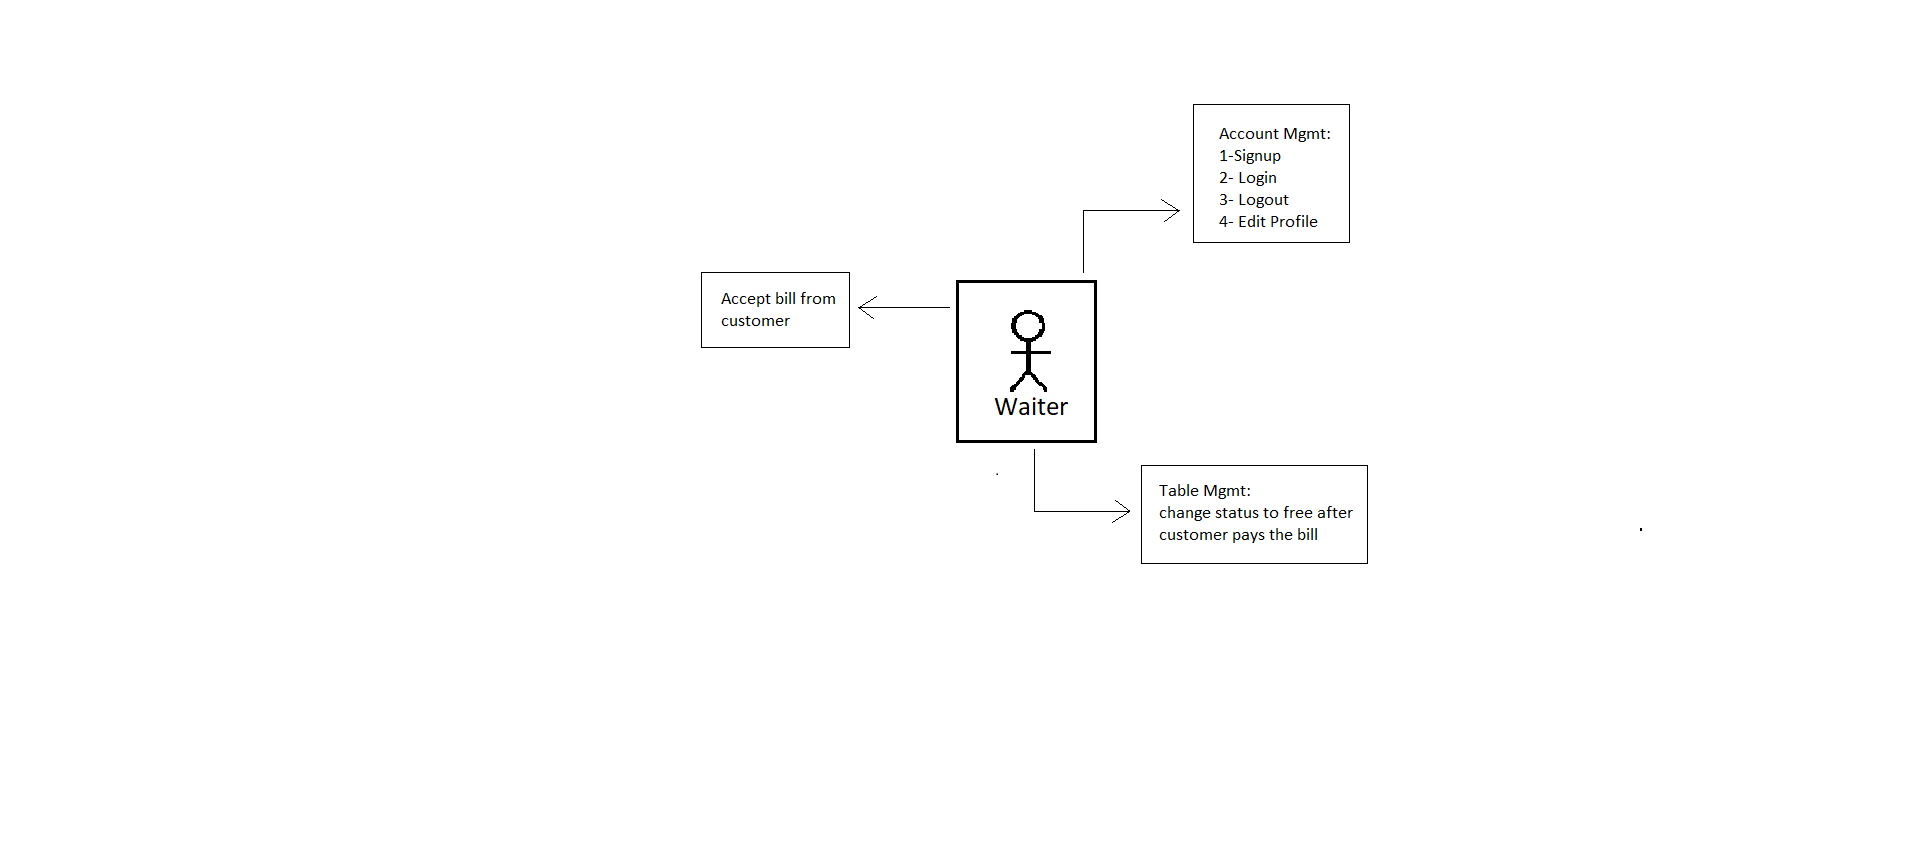 Account Mgmt:
1-Signup
2- Login
3- Logout
4- Edit Profile
Accept bill from
customer
Waiter
Table Mgmt:
change status to free after
customer pays the bill